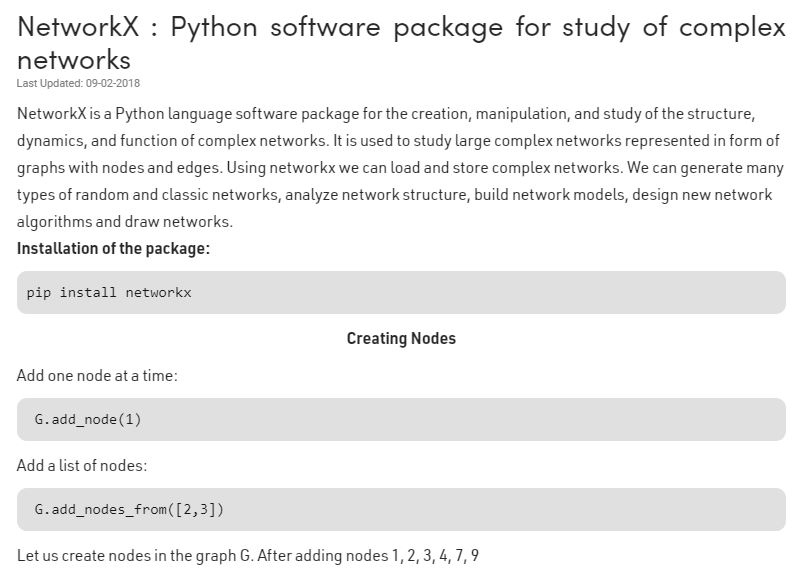 NetworkX : Python software package for study of complex
networks
Last Updated: 09-02-2018
NetworkX is a Python language software package for the creation, manipulation, and study of the structure,
dynamics, and function of complex networks. It is used to study large complex networks represented in form of
graphs with nodes and edges. Using networkx we can load and store complex networks. We can generate many
types of random and classic networks, analyze network structure, build network models, design new network
algorithms and draw networks.
Installation of the package:
pip install networkx
Creating Nodes
Add one node at a time:
G.add_node(1)
Add a list of nodes:
G.add_nodes_from([2,3])
Let us create nodes in the graph G. After adding nodes 1, 2, 3, 4, 7, 9